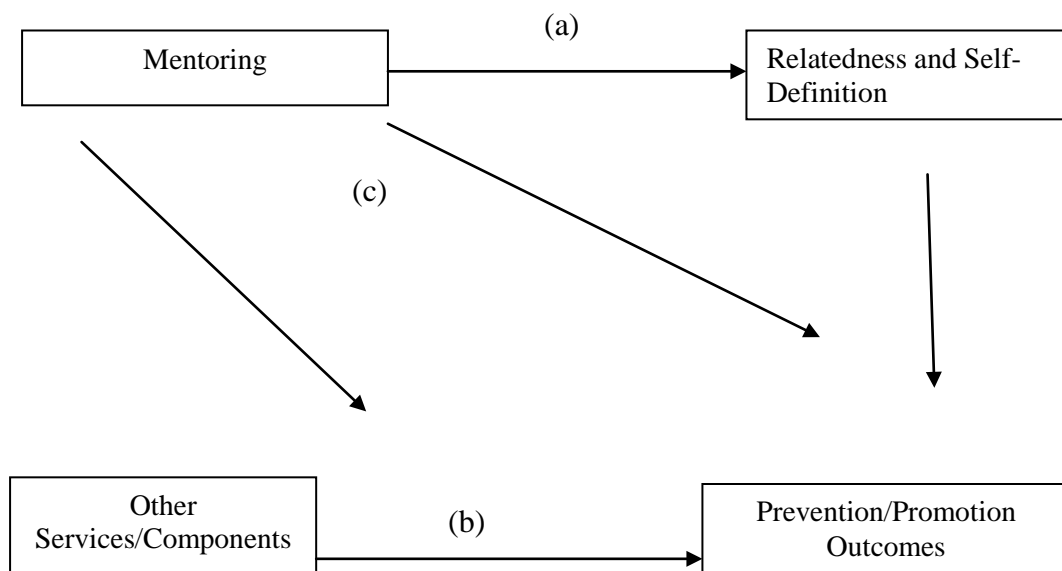 (a)
Mentoring
Relatedness and Self-
Definition
(c)
Other
Services/Components
(b)
Prevention/Promotion
Outcomes